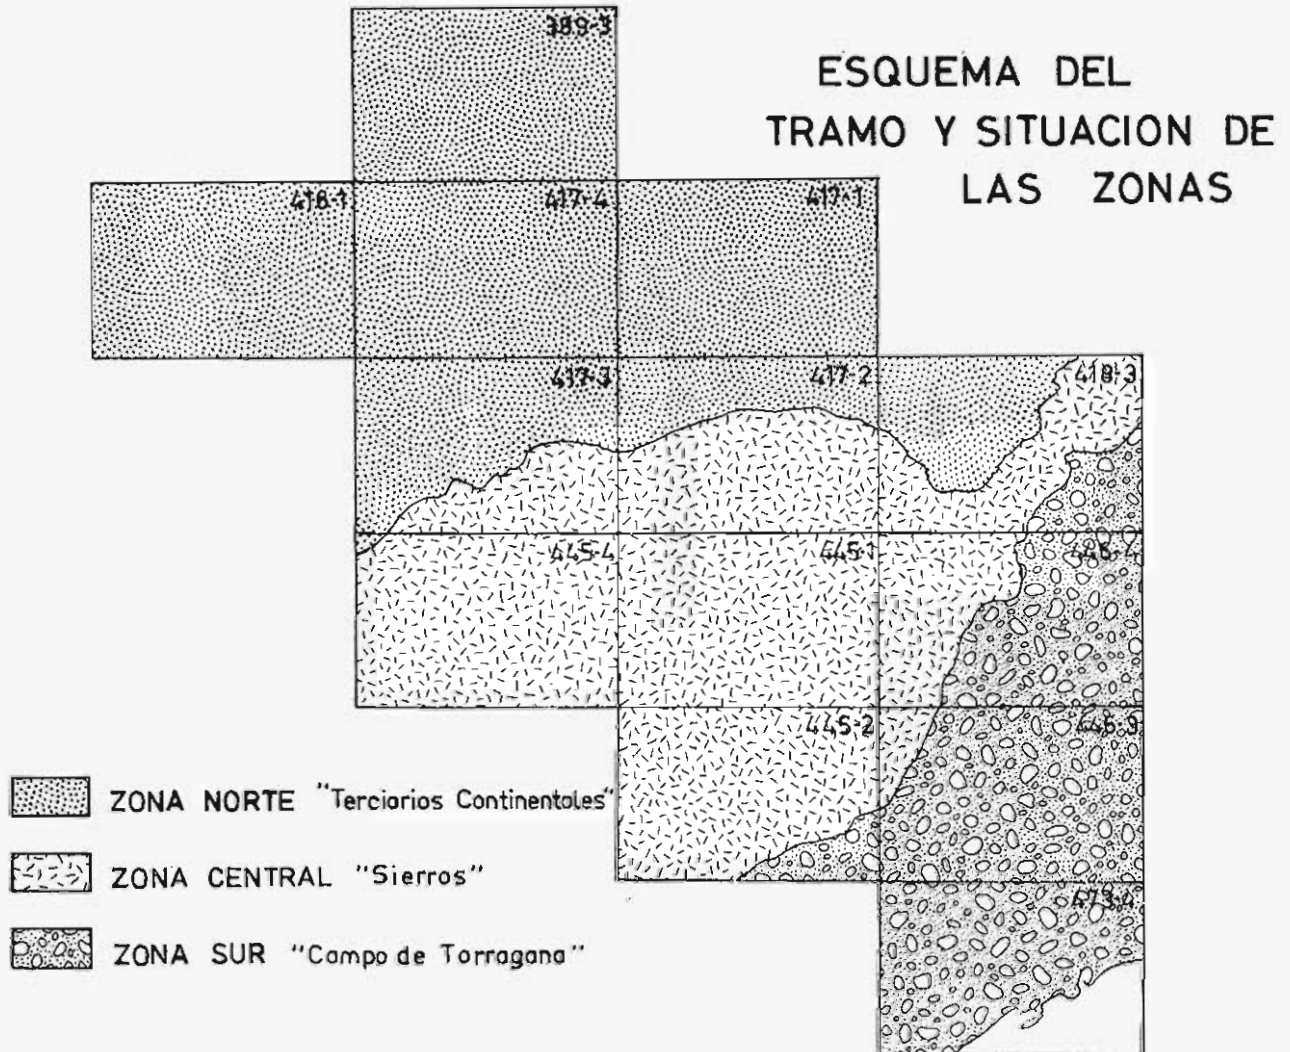 389-3
ESQUEMA DEL
TRAMO Y SITUACION DE
LAS ZONAS
416-1
417-4
417-1
417-3
417-2
418-3
445-4
445-1
446-4
445-2
446-3
473-4
ZONA NORTE "Terciarios Continentales"
ZONA CENTRAL "Sierras"
ZONA SUR "Campo de Tarragona"